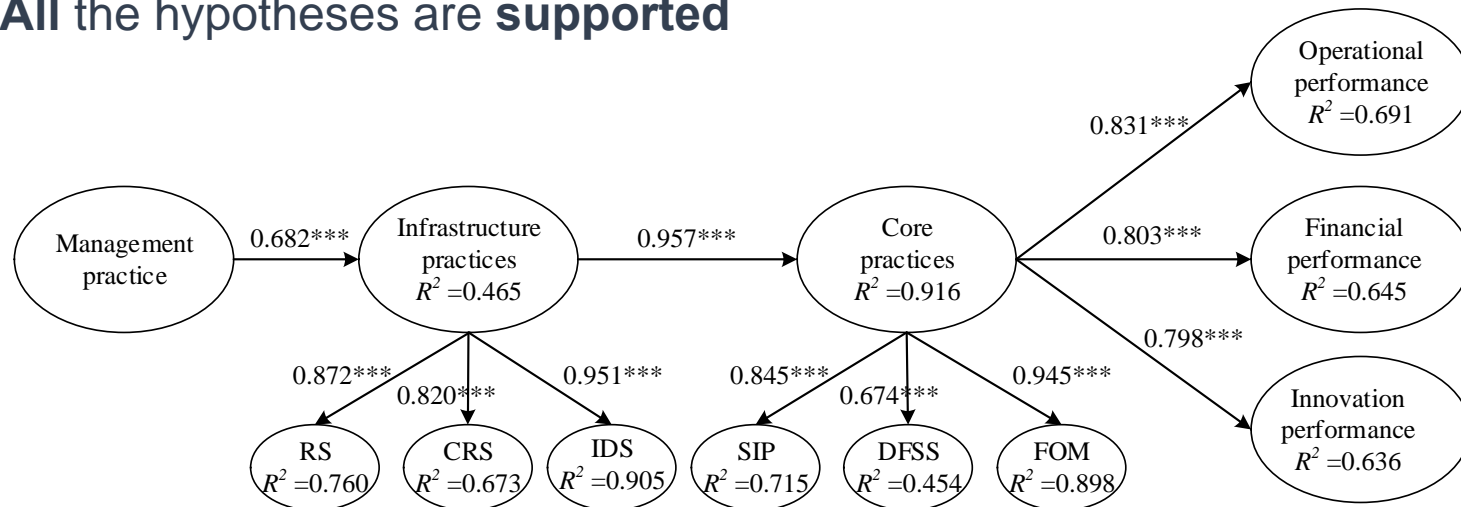 All the hypotheses are supported
Operational
performance
R² =0.691
0.831***
Management
practice
0.682***
Infrastructure
practices
R² =0.465
0.957***
Core
practices
R² =0.916
0.803***
Financial
performance
R² =0.645
0.798***
Innovation
performance
R² =0.636
0.872***
0.820***
0.951***
0.845***
0.674***
0.945***
RS
R² =0.760
CRS
R² =0.673
IDS
R² =0.905
SIP
R² =0.715
DFSS
R² =0.454
FOM
R² =0.898